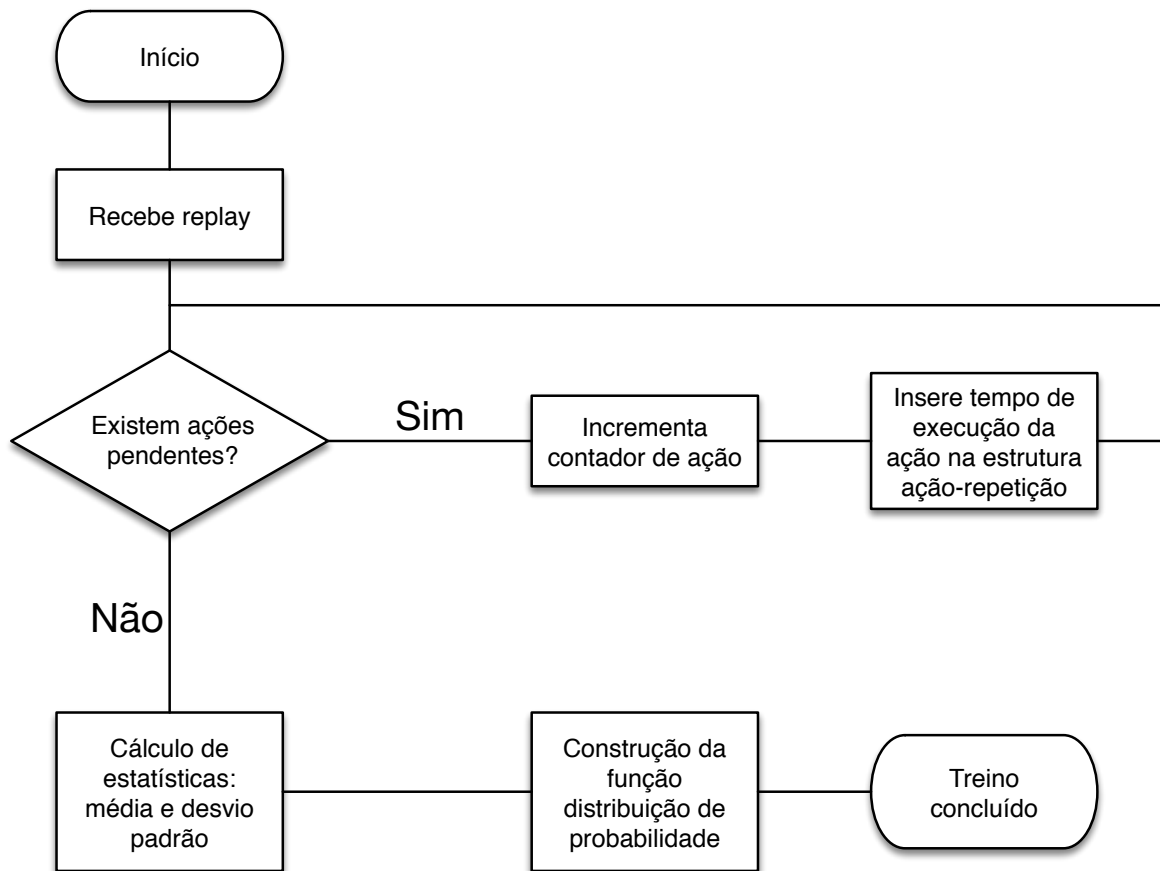 Início
Recebe replay
Existem ações
pendentes?
Sim
Incrementa
contador de ação
Insere tempo de
execução da
ação na estrutura
ação-repetição
Não
Cálculo de
estatísticas:
média e desvio
padrão
Construção da
função
distribuição de
probabilidade
Treino
concluído